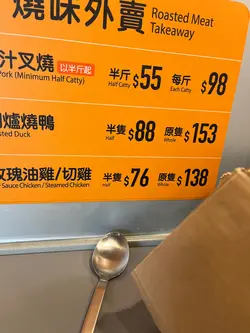 燒味外賣 Roasted Meat
Takeaway
汁叉燒 以半斤起 半斤 $55 每斤 $98
Pork (Minimum Half Catty) Half Catty Each Catty
爐燒鴨 半隻 $88 原隻 $153
sted Duck Half Whole
玫瑰油雞/切雞 半隻 $76 原隻 $138
Sauce Chicken / Steamed Chicken Half Whole